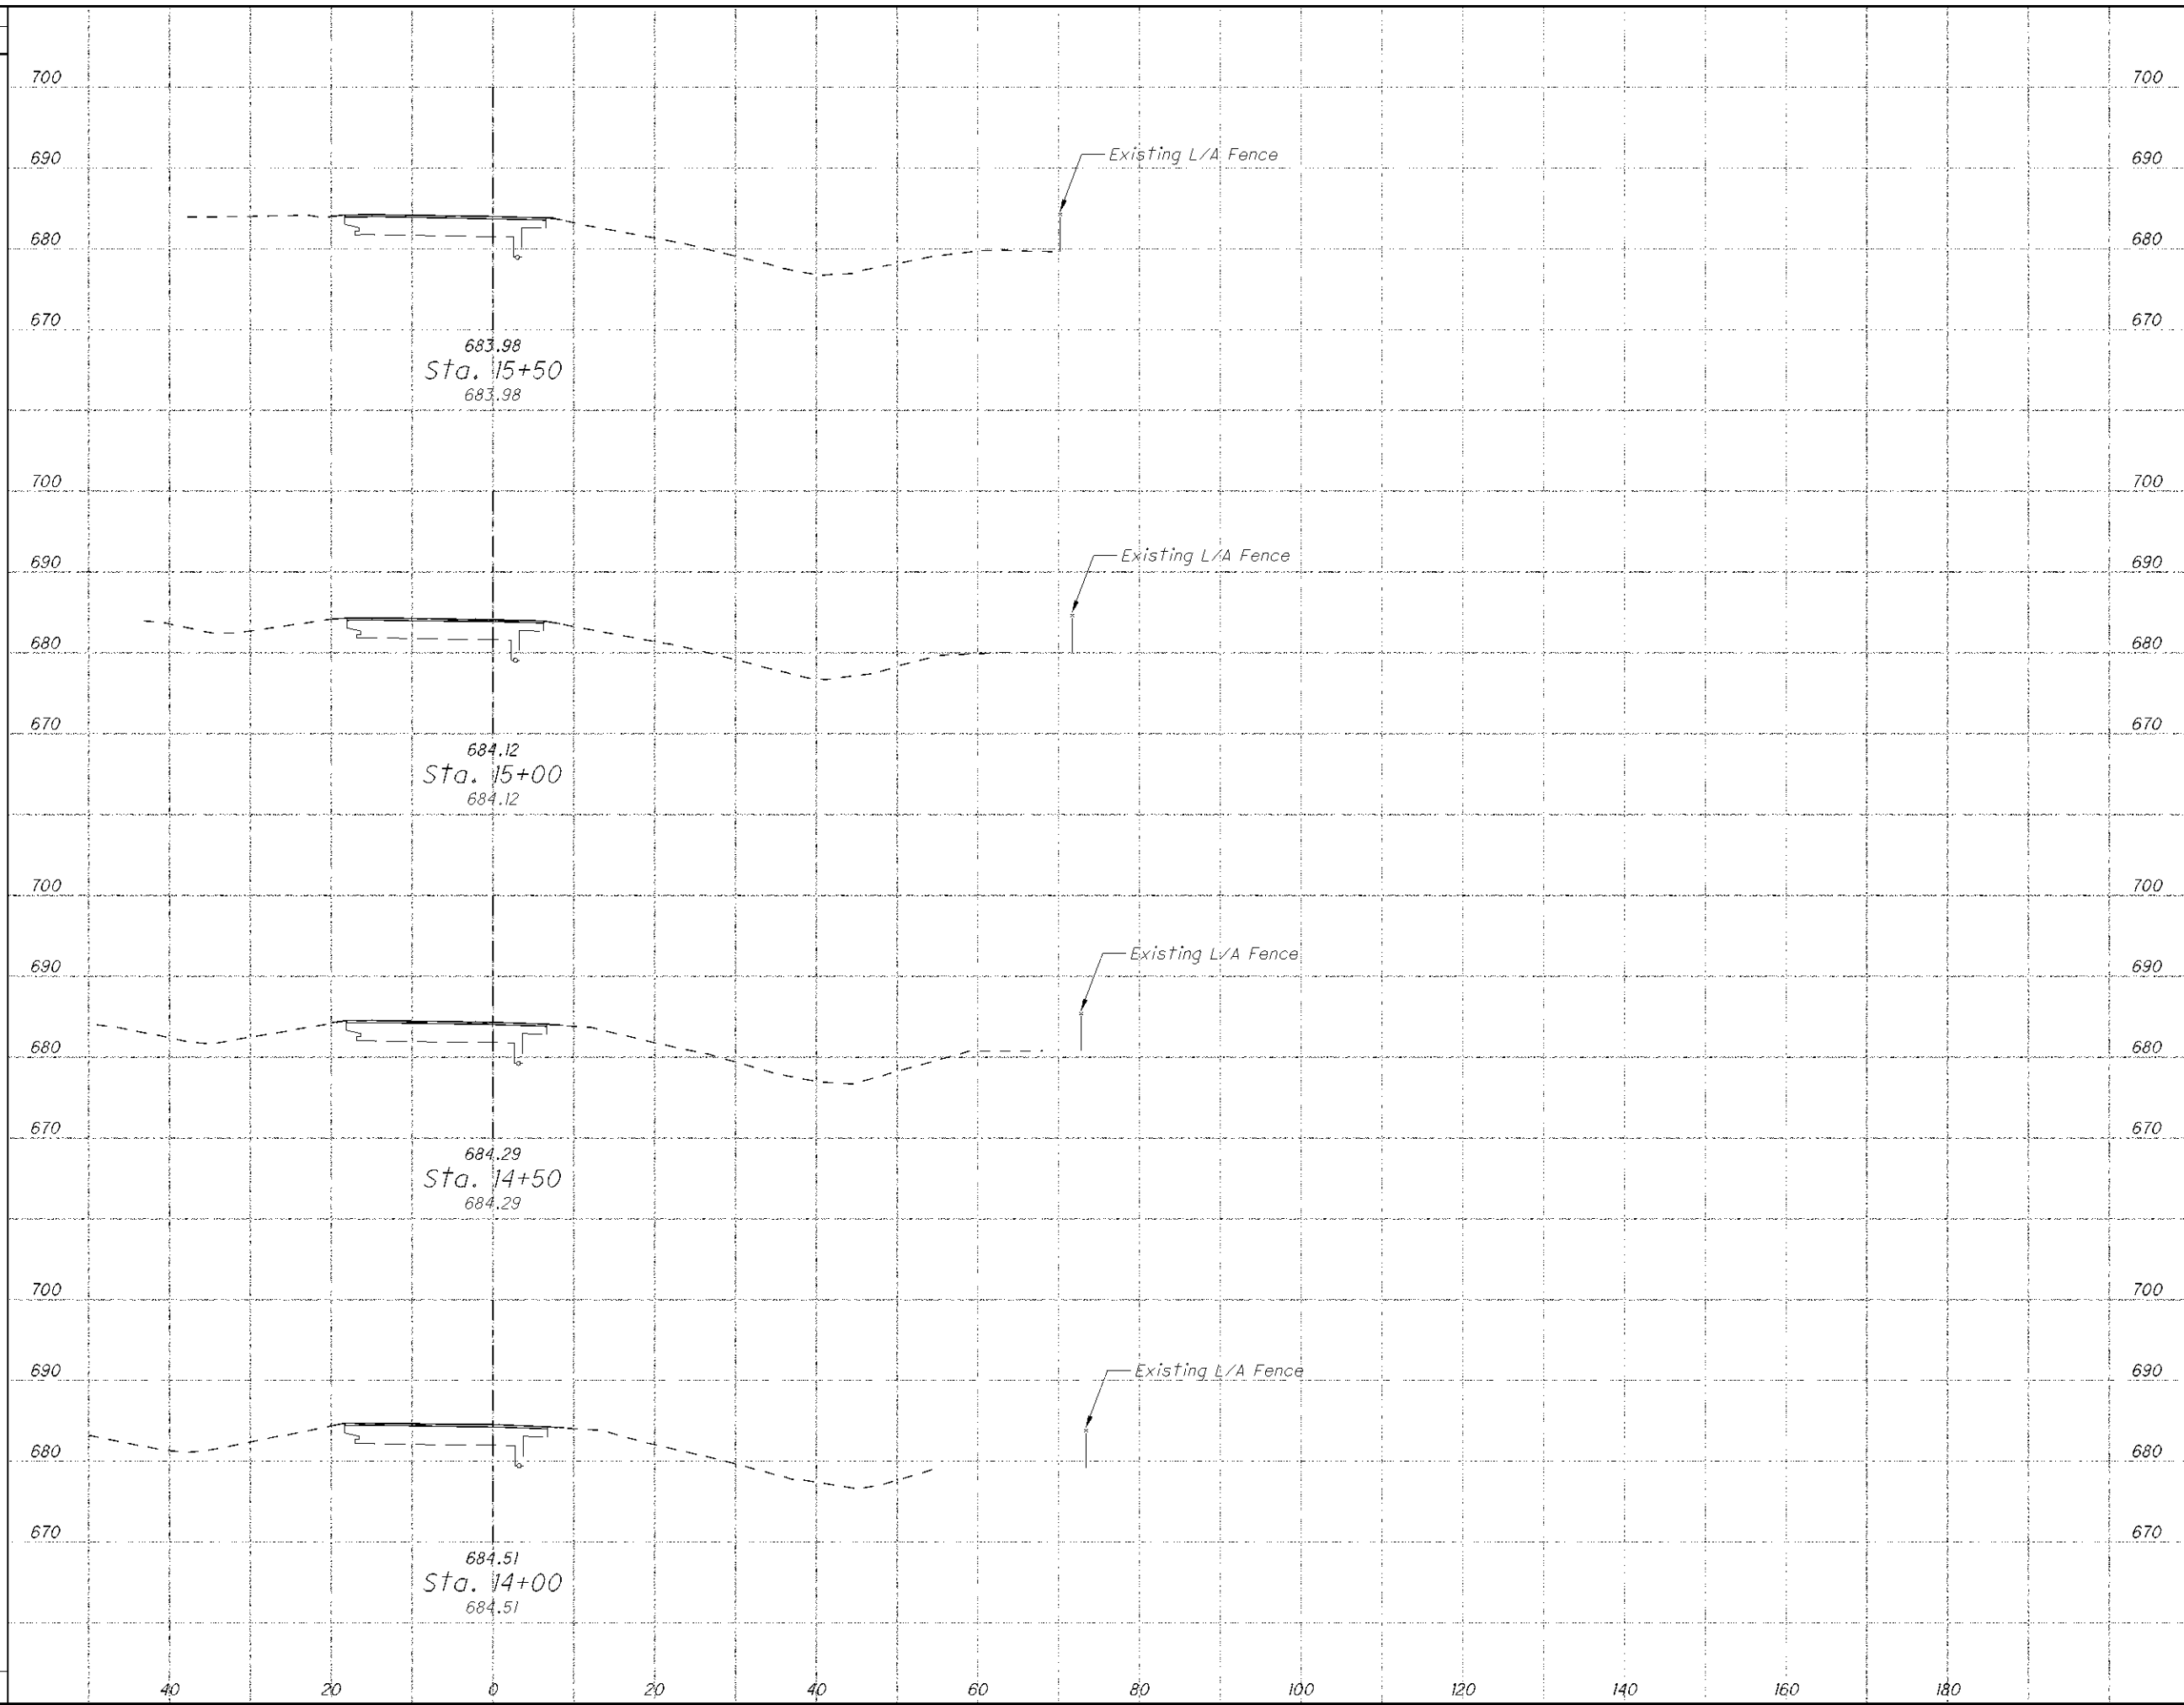 700 700
Existing L/A Fence
690 690
680 680
670 670
683.98
Sta. 15+50
683.98
700 700
Existing L/A Fence
690 690
680 680
670 670
684.12
Sta. 15+00
684.12
700 700
Existing L/A Fence
690 690
680 680
670 670
684.29
Sta. 14+50
684.29
700 700
Existing L/A Fence
690 690
680 680
670 670
684.51
Sta. 14+00
684.51
40 20 0 20 40 60 80 100 120 140 160 180